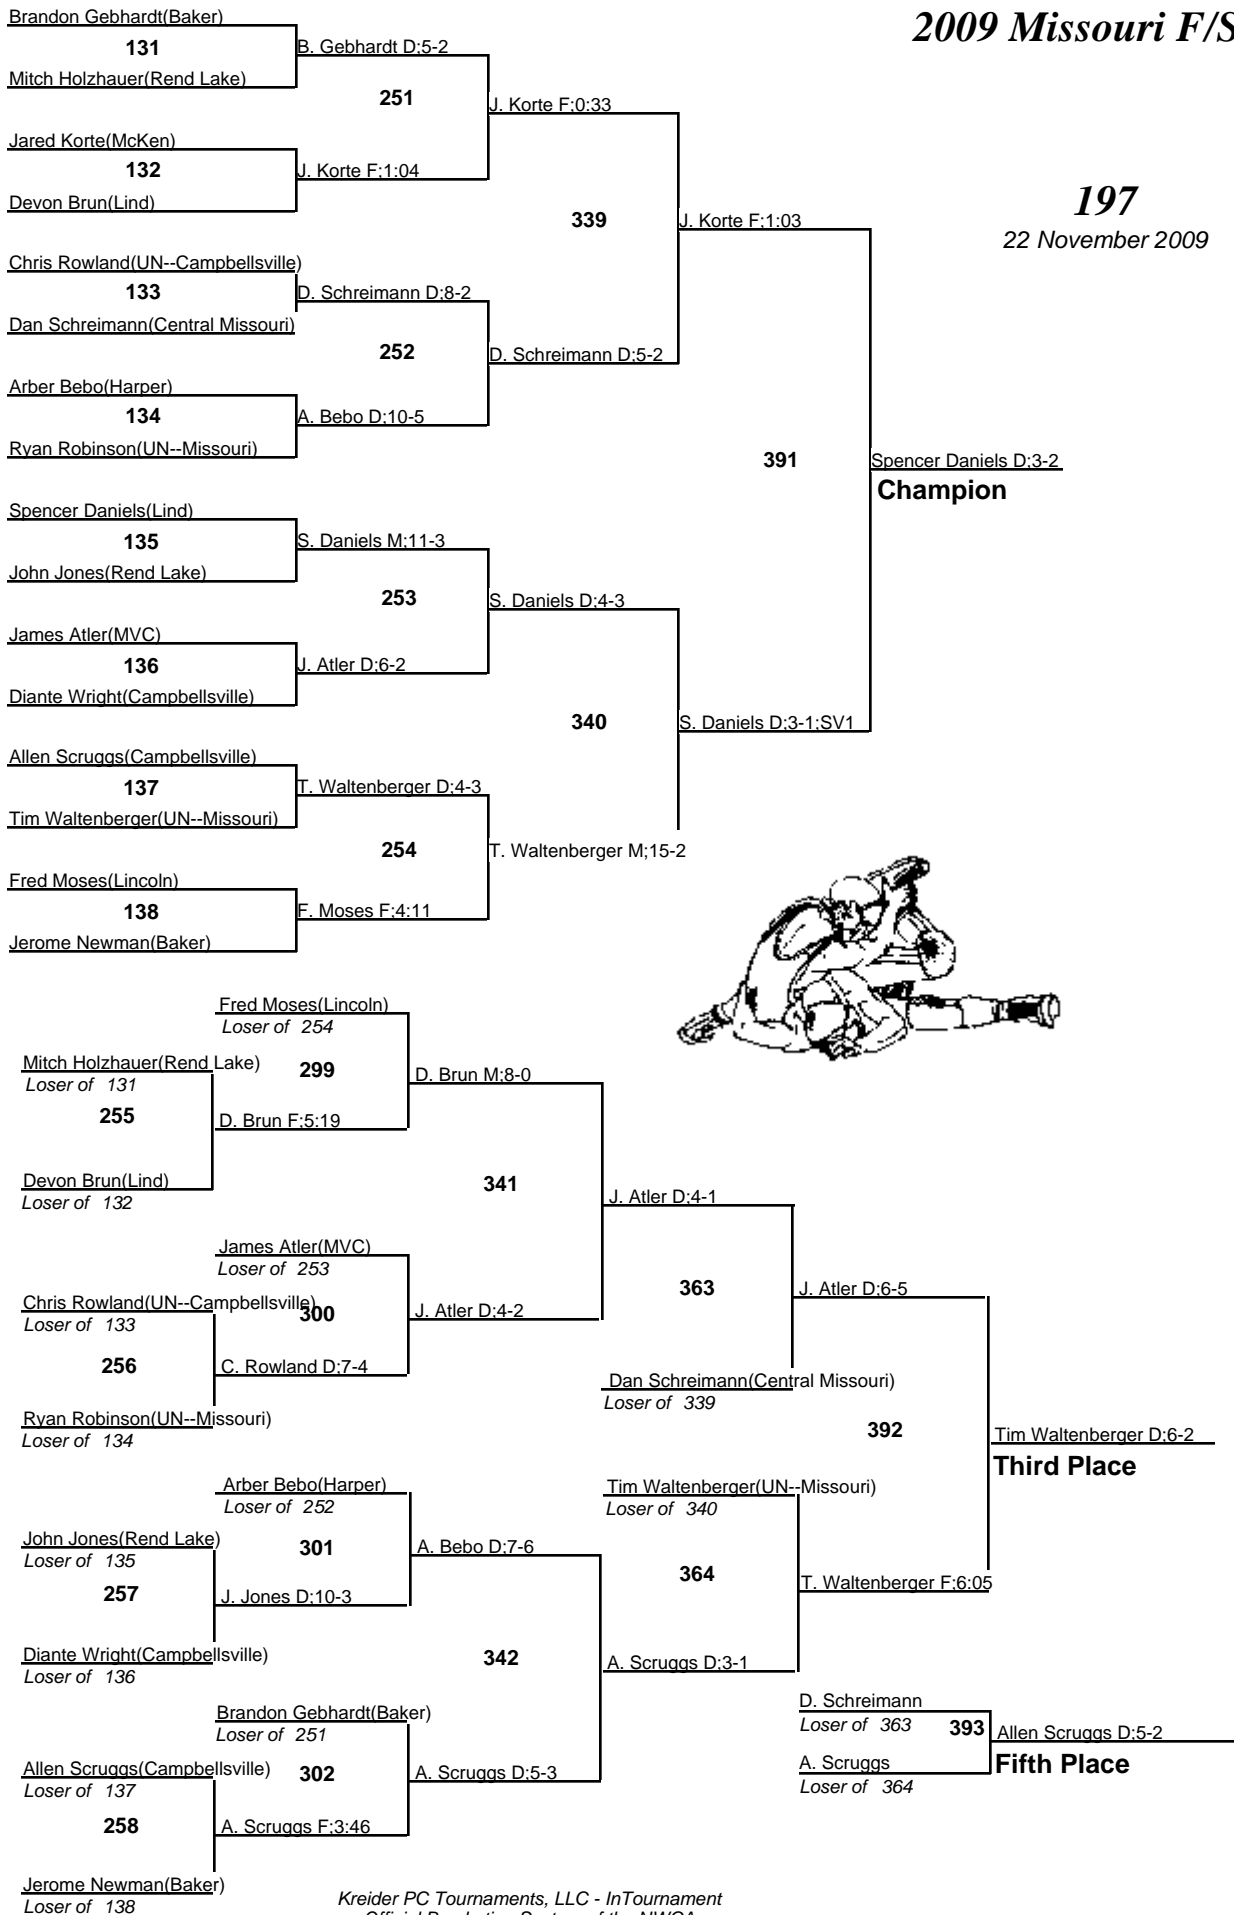 2009 Missouri F/S
197
22 November 2009
Brandon Gebhardt(Baker)
131
Mitch Holzhauer(Rend Lake)
B. Gebhardt D;5-2
251
Jared Korte(McKen)
132
Devon Brun(Lind)
J. Korte F;1:04
J. Korte F;0:33
339
Chris Rowland(UN--Campbellsville)
133
Dan Schreimann(Central Missouri)
D. Schreimann D;8-2
252
Arber Bebo(Harper)
134
Ryan Robinson(UN--Missouri)
A. Bebo D;10-5
D. Schreimann D;5-2
J. Korte F;1:03
391
Spencer Daniels D;3-2
Champion
Spencer Daniels(Lind)
135
John Jones(Rend Lake)
S. Daniels M;11-3
253
James Atler(MVC)
136
Diante Wright(Campbellsville)
J. Atler D;6-2
S. Daniels D;4-3
340
S. Daniels D;3-1;SV1
Allen Scruggs(Campbellsville)
137
Tim Waltenberger(UN--Missouri)
T. Waltenberger D;4-3
254
T. Waltenberger M;15-2
Fred Moses(Lincoln)
138
Jerome Newman(Baker)
F. Moses F;4:11
Fred Moses(Lincoln)
Loser of 254
Mitch Holzhauer(Rend Lake)
Loser of 131
299
D. Brun M;8-0
255
D. Brun F;5:19
Devon Brun(Lind)
Loser of 132
341
J. Atler D;4-1
James Atler(MVC)
Loser of 253
Chris Rowland(UN--Campbellsville)
Loser of 133
300
J. Atler D;4-2
256
C. Rowland D;7-4
Ryan Robinson(UN--Missouri)
Loser of 134
363
J. Atler D;6-5
Dan Schreimann(Central Missouri)
Loser of 339
392
Tim Waltenberger D;6-2
Third Place
Arber Bebo(Harper)
Loser of 252
John Jones(Rend Lake)
Loser of 135
301
A. Bebo D;7-6
257
J. Jones D;10-3
Diante Wright(Campbellsville)
Loser of 136
Tim Waltenberger(UN--Missouri)
Loser of 340
364
T. Waltenberger F;6:05
342
A. Scruggs D;3-1
Brandon Gebhardt(Baker)
Loser of 251
Allen Scruggs(Campbellsville)
Loser of 137
302
A. Scruggs D;5-3
258
A. Scruggs F;3:46
Jerome Newman(Baker)
Loser of 138
D. Schreimann
Loser of 363
393
Allen Scruggs D;5-2
A. Scruggs
Loser of 364
Fifth Place
Kreider PC Tournaments, LLC - InTournament